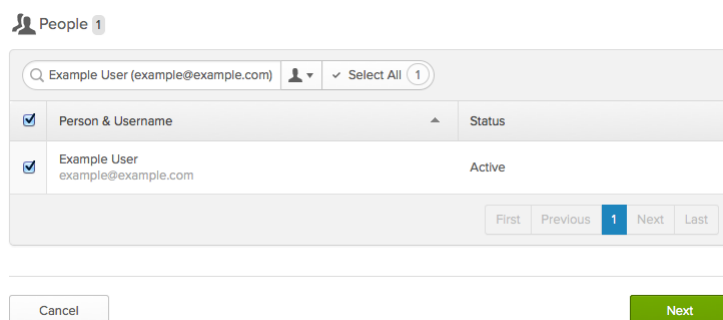 People 1
Example User (example@example.com) Select All 1
Person & Username Status
Example User
example@example.com
Active
First Previous 1 Next Last
Cancel Next